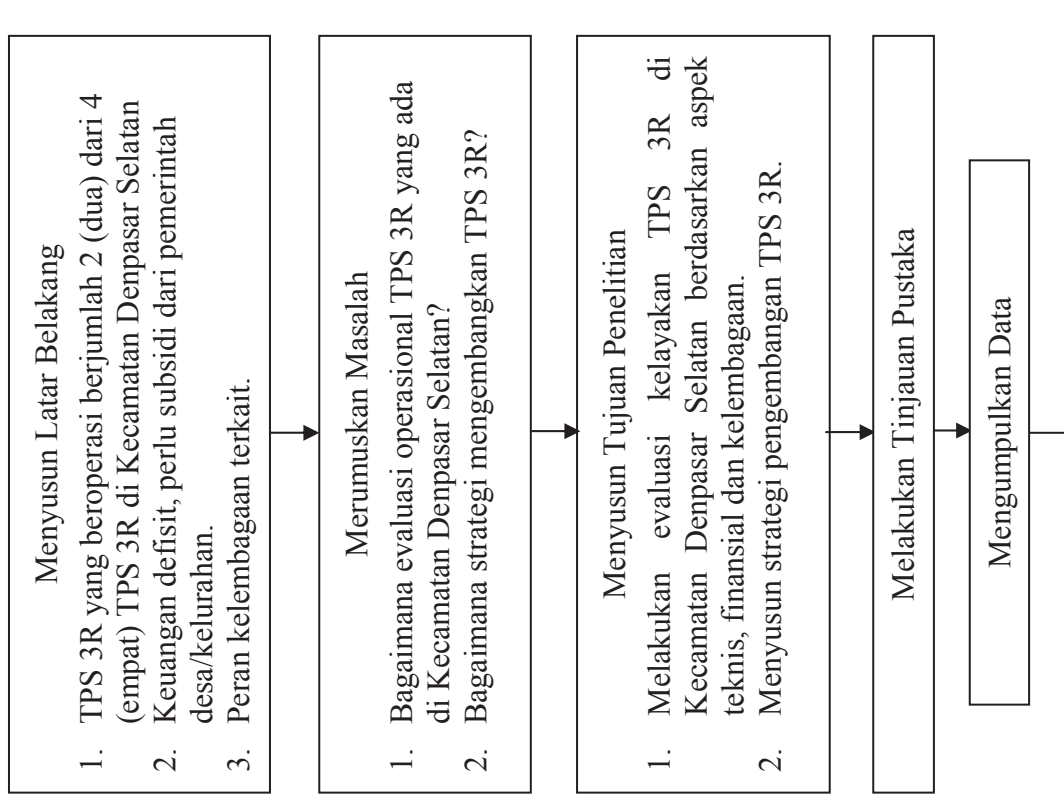 Menyusun Latar Belakang
1. TPS 3R yang beroperasi berjumlah 2 (dua) dari 4
(empat) TPS 3R di Kecamatan Denpasar Selatan
2. Keuangan defisit, perlu subsidi dari pemerintah
desa/kelurahan.
3. Peran kelembagaan terkait.
Merumuskan Masalah
1. Bagaimana evaluasi operasional TPS 3R yang ada
di Kecamatan Denpasar Selatan?
2. Bagaimana strategi mengembangkan TPS 3R?
Menyusun Tujuan Penelitian
1. Melakukan evaluasi kelayakan TPS 3R di
Kecamatan Denpasar Selatan berdasarkan aspek
teknis, finansial dan kelembagaan.
2. Menyusun strategi pengembangan TPS 3R.
Melakukan Tinjauan Pustaka
Mengumpulkan Data